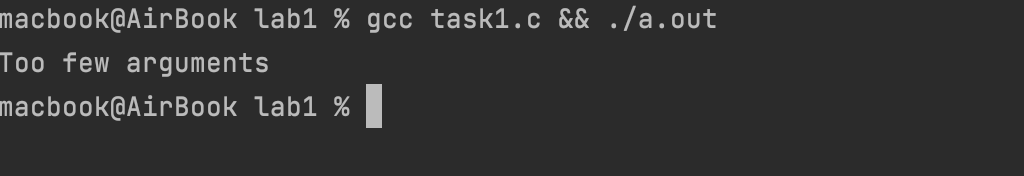 macbook@AirBook lab1 % gcc task1.c && ./a.out
Too few arguments
macbook@AirBook lab1 %